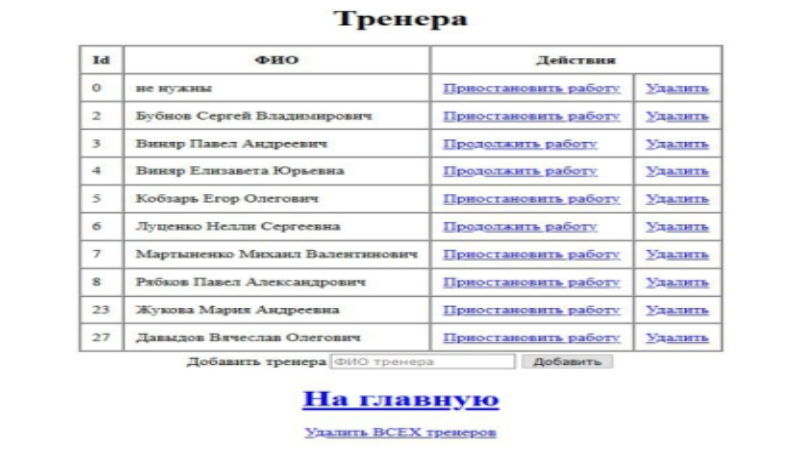 Тренера
Id ФИО Действия
0 не нужны Приостановить работу Удалить
2 Бубнов Сергей Владимирович Приостановить работу Удалить
3 Виняр Павел Андреевич Продолжить работу Удалить
4 Виняр Елизавета Юрьевна Продолжить работу Удалить
5 Кобзарь Егор Олегович Приостановить работу Удалить
6 Луценко Нелли Сергеевна Продолжить работу Удалить
7 Мартыненко Михаил Валентинович Приостановить работу Удалить
8 Рябков Павел Александрович Приостановить работу Удалить
23 Жукова Мария Андреевна Приостановить работу Удалить
27 Давыдов Вячеслав Олегович Приостановить работу Удалить
Добавить тренера ФИО тренера Добавить
На главную
Удалить ВСЕХ тренеров